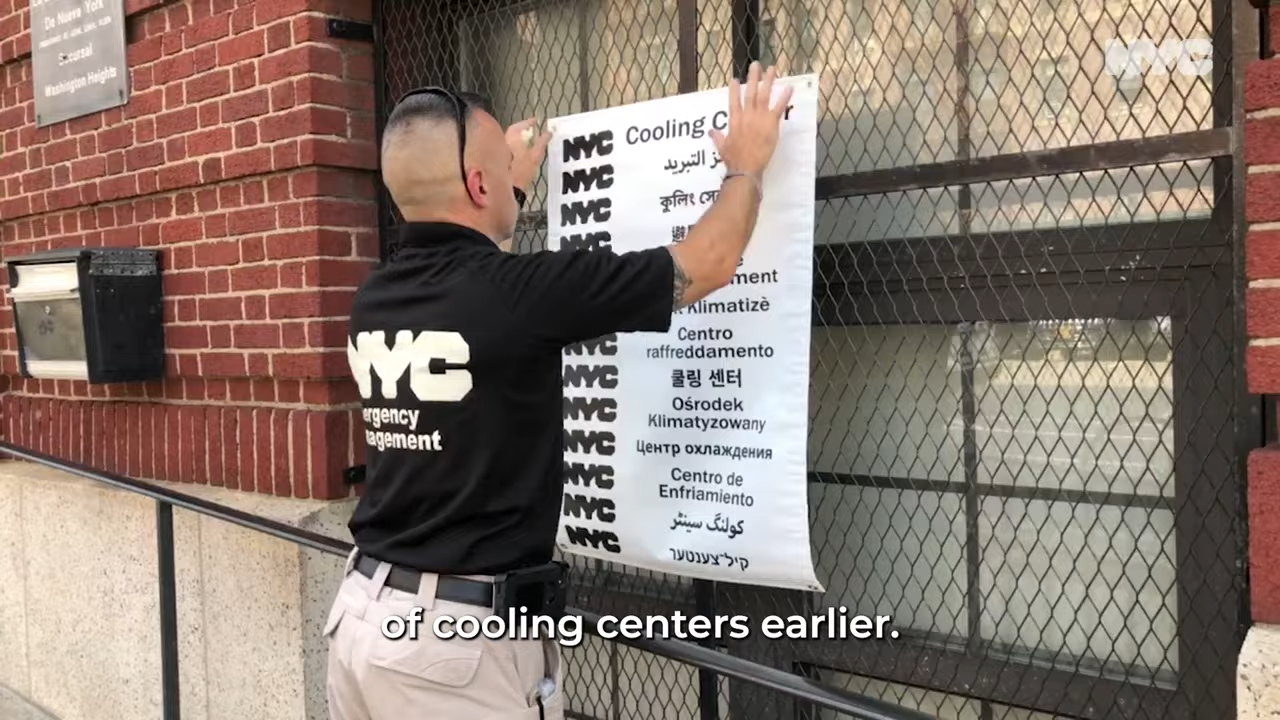 De Nueva York
Sucursal
Washington Heights
NYC
NYC Cooling C r
NYC التبريد
NYC কুলিং
NYC
ment
Klimatizè
Centro
NYC raffreddamento
NYC 쿨링 센터
NYC Ośrodek
Klimatyzowany
NYC Центр охлаждения
NYC Centro de
Enfriamiento
NYC کولنگ سینٹر
NYC קיל־צענטער
NYC
ergency
agement
of cooling centers earlier.